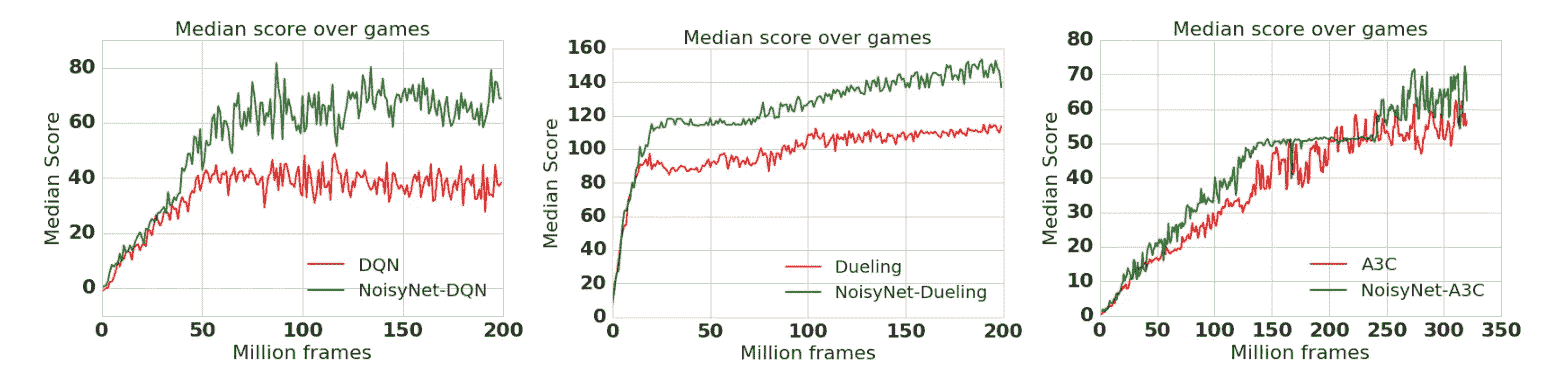 Median score over games
Median Score
80
60
40
20
0
DQN
NoisyNet-DQN
0 50 100 150 200
Million frames
Median score over games
Median Score
160
140
120
100
80
60
40
20
0
Dueling
NoisyNet-Dueling
0 50 100 150 200
Million frames
Median score over games
Median Score
80
70
60
50
40
30
20
10
0
A3C
NoisyNet-A3C
0 50 100 150 200 250 300 350
Million frames